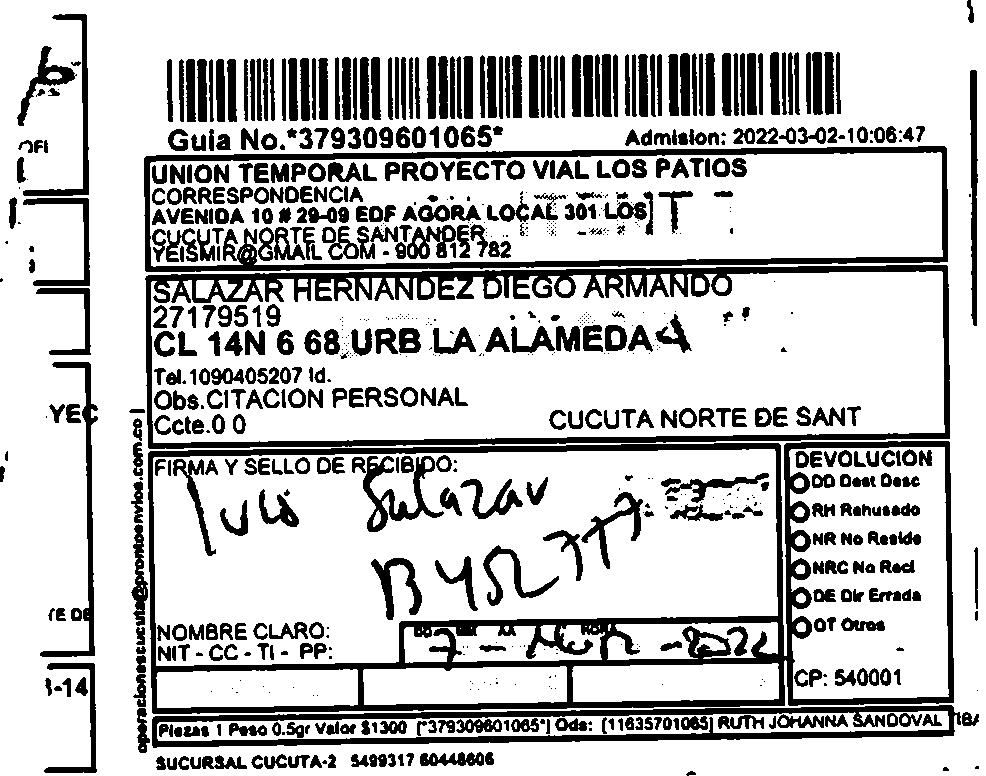 Guia No.*379309601065*
Admision: 2022-03-02-10:06:47
UNION TEMPORAL PROYECTO VIAL LOS PATIOS
CORRESPONDENCIA
AVENIDA 10 # 29-09 EDF AGORA LOCAL 301 LOS
CUCUTA NORTE DE SANTANDER
YEISMIR@GMAIL COM - 900 812 782
SALAZAR HERNANDEZ DIEGO ARMANDO
27179519
CL 14N 6 68 URB LA ALAMEDA
Tel.1090405207 Id.
Obs.CITACION PERSONAL
Ccte.0 0
CUCUTA NORTE DE SANT
YEC
operacionescucuta@prontoenvios.com.co
FIRMA Y SELLO DE RECIBIDO:
Salazar
NOMBRE CLARO:
NIT - CC - TI - PP:
DEVOLUCION
DD Dest Desc
RH Rehusado
NR No Reside
NRC No Recl
DE Dir Errada
OT Otros
CP: 540001
Piezas 1 Peso 0.5gr Valor $1300 [*379309601065*] Ods: [11635701065] RUTH JOHANNA SANDOVAL
SUCURSAL CUCUTA-2 5499317 60448606